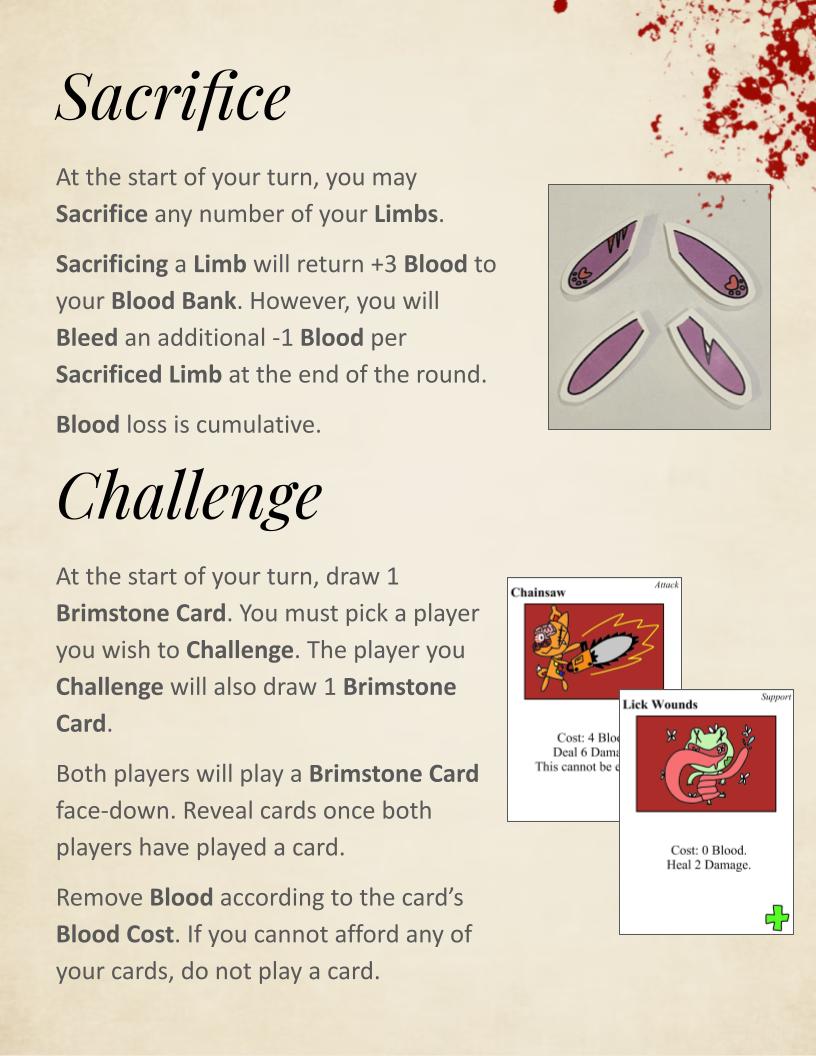 Sacrifice
At the start of your turn, you may
Sacrifice any number of your Limbs.
Sacrificing a Limb will return +3 Blood to
your Blood Bank. However, you will
Bleed an additional -1 Blood per
Sacrificed Limb at the end of the round.
Blood loss is cumulative.
Challenge
At the start of your turn, draw 1
Brimstone Card. You must pick a player
you wish to Challenge. The player you
Challenge will also draw 1 Brimstone
Card.
Both players will play a Brimstone Card
face-down. Reveal cards once both
players have played a card.
Remove Blood according to the card's
Blood Cost. If you cannot afford any of
your cards, do not play a card.
Attack
Chainsaw
Cost: 4
Deal 6
This cannot be
Support
Lick Wounds
Cost: 0 Blood.
Heal 2 Damage.